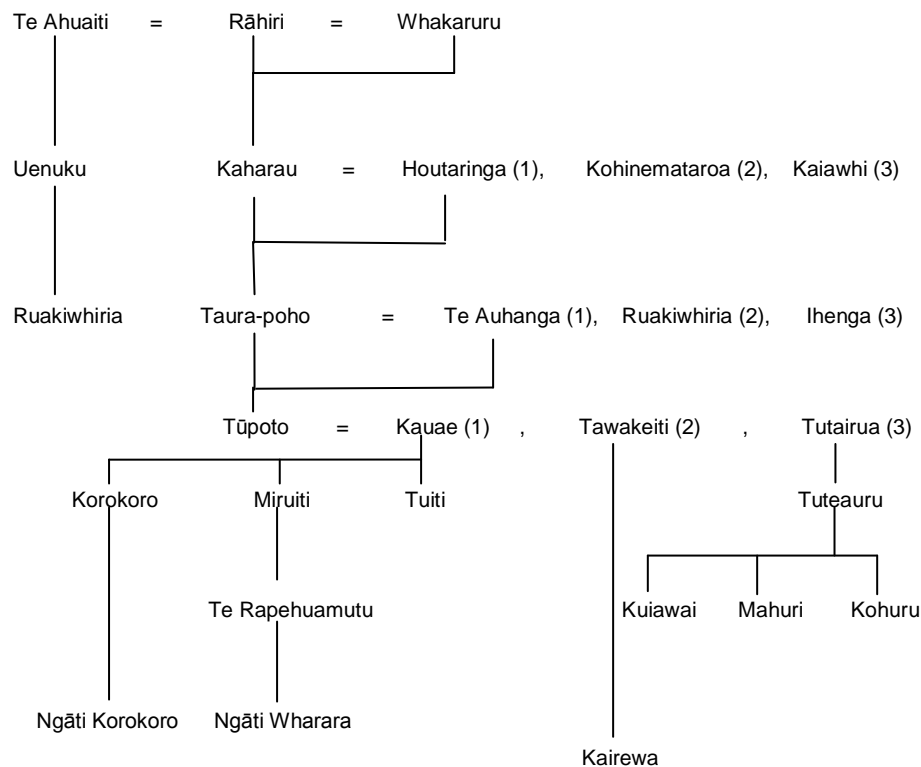 Te Ahuaiti = Rāhiri = Whakaruru
Uenuku Kaharau = Houtaringa (1), Kohinemataroa (2), Kaiawhi (3)
Ruakiwhiria Taura-poho = Te Auhanga (1), Ruakiwhiria (2), Ihenga (3)
Tūpoto = Kauae (1) , Tawakeiti (2) , Tutairua (3)
Korokoro Miruiti Tuiti Tuteauru
Te Rapehuamutu Kuiawai Mahuri Kohuru
Ngāti Korokoro Ngāti Wharara
Kairewa